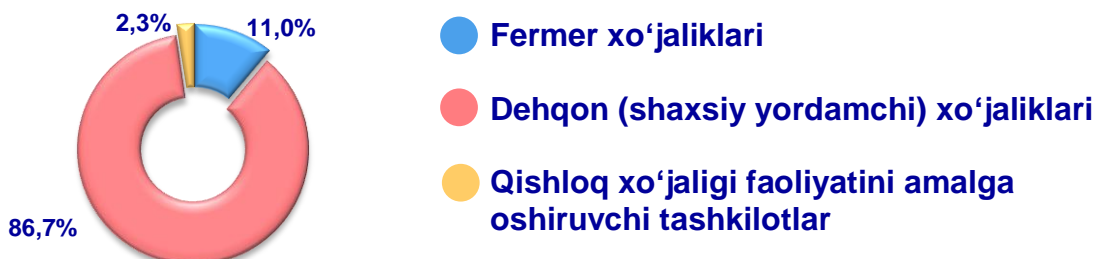 2,3%
11,0%
86,7%
Fermer xo‘jaliklari
Dehqon (shaxsiy yordamchi) xo‘jaliklari
Qishloq xo‘jaligi faoliyatini amalga
oshiruvchi tashkilotlar